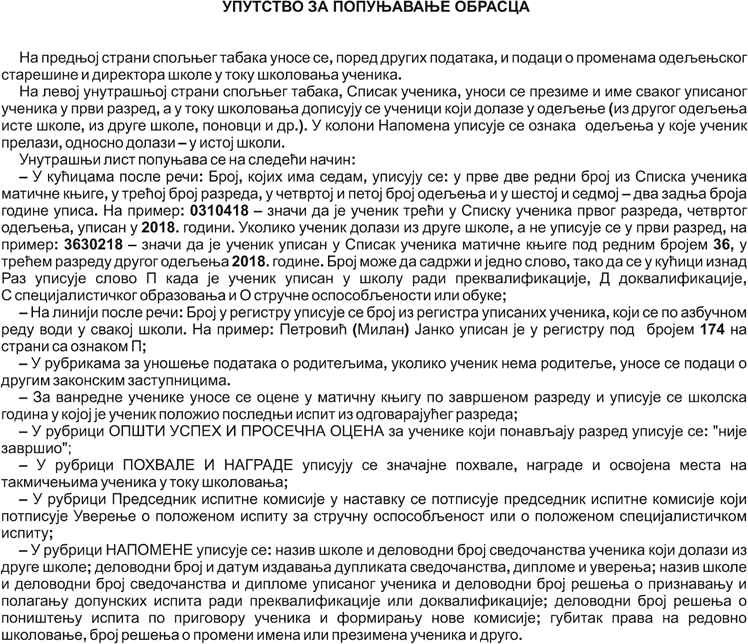 УПУТСТВО ЗА ПОПУЊАВАЊЕ ОБРАСЦА
На предњој страни спољњег табака уносе се, поред других података, и подаци о променама одељењског
старешине и директора школе у току школовања ученика.
На левој унутрашњој страни спољњег табака, Списак ученика, уноси се презиме и име сваког уписаног
ученика у први разред, а у току школовања дописују се ученици који долазе у одељење (из другог одељења
исте школе, из друге школе, поновци и др.). У колони Напомена уписује се ознака одељења у које ученик
прелази, односно долази – у истој школи.
Унутрашњи лист попуњава се на следећи начин:
– У кућицама после речи: Број, којих има седам, уписују се: у прве две редни број из Списка ученика
матичне књиге, у трећој број разреда, у четвртој и петој број одељења и у шестој и седмој – два задња броја
године уписа. На пример: 0310418 – значи да је ученик трећи у Списку ученика првог разреда, четвртог
одељења, уписан у 2018. години. Уколико ученик долази из друге школе, а не уписује се у први разред, на
пример: 3630218 – значи да је ученик уписан у Списак ученика матичне књиге под редним бројем 36, у
трећем разреду другог одељења 2018. године. Број може да садржи и једно слово, тако да се у кућици изнад
Раз уписује слово П када је ученик уписан у школу ради преквалификације, Д доквалификације,
С специјалистичког образовања и О стручне оспособљености или обуке;
– На линији после речи: Број у регистру уписује се број из регистра уписаних ученика, који се по азбучном
реду води у свакој школи. На пример: Петровић (Милан) Јанко уписан је у регистру под бројем 174 на
страни са ознаком П;
– У рубрикама за уношење података о родитељима, уколико ученик нема родитеље, уносе се подаци о
другим законским заступницима.
– За ванредне ученике уносе се оцене у матичну књигу по завршеном разреду и уписује се школска
година у којој је ученик положио последњи испит из одговарајућег разреда;
– У рубрици ОПШТИ УСПЕХ И ПРОСЕЧНА ОЦЕНА за ученике који понављају разред уписује се: "није
завршио";
– У рубрици ПОХВАЛЕ И НАГРАДЕ уписују се значајне похвале, награде и освојена места на
такмичењима ученика у току школовања;
– У рубрици Председник испитне комисије у наставку се потписује председник испитне комисије који
потписује Уверење о положеном испиту за стручну оспособљеност или о положеном специјалистичком
испиту;
– У рубрици НАПОМЕНЕ уписује се: назив школе и деловодни број сведочанства ученика који долази из
друге школе; деловодни број и датум издавања дупликата сведочанства, дипломе и уверења; назив школе
и деловодни број сведочанства и дипломе уписаног ученика и деловодни број решења о признавању и
полагању допунских испита ради преквалификације или доквалификације; деловодни број решења о
поништењу испита по приговору ученика и формирању нове комисије; губитак права на редовно
школовање, број решења о промени имена или презимена ученика и друго.